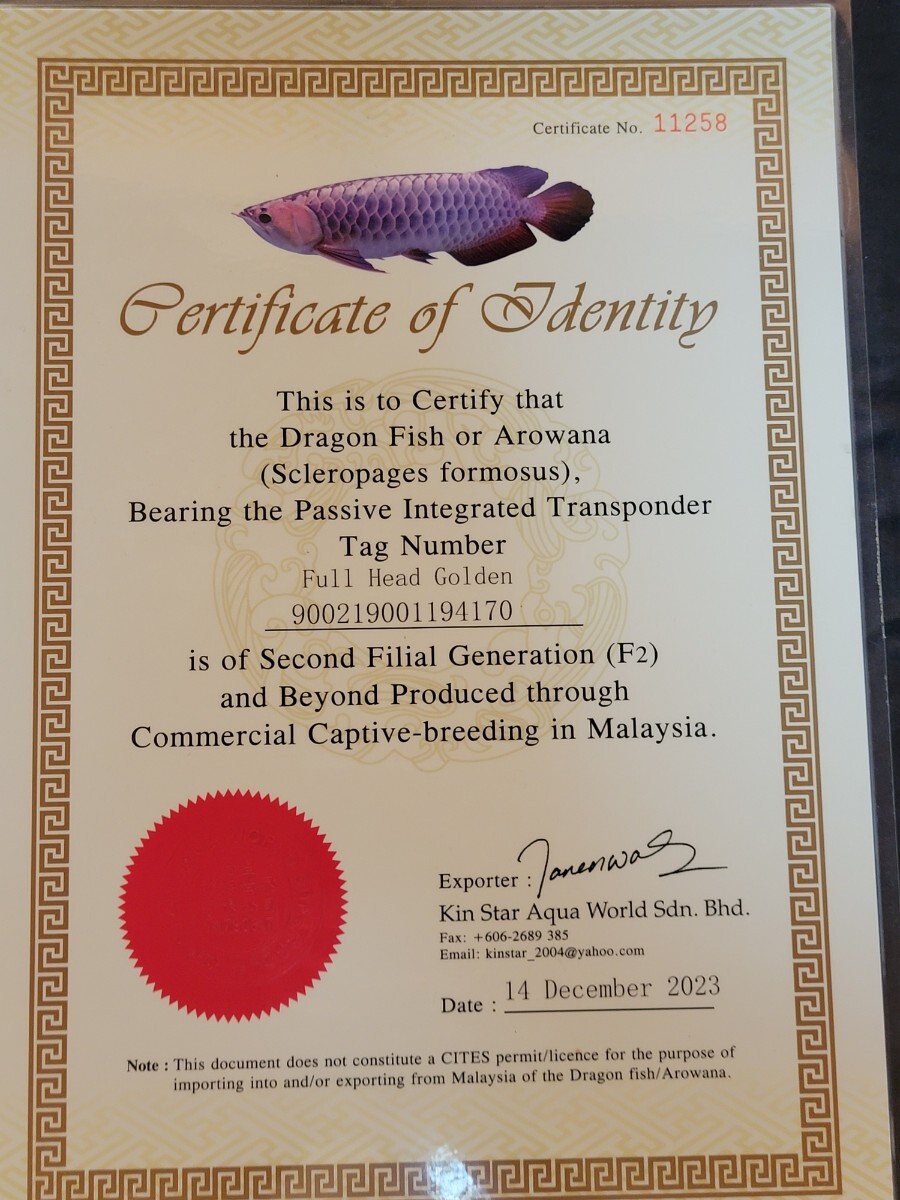 Certificate No. 11258
Certificate of Identity
This is to Certify that
the Dragon Fish or Arowana
(Scleropages formosus),
Bearing the Passive Integrated Transponder
Tag Number
Full Head Golden
900219001194170
is of Second Filial Generation (F2)
and Beyond Produced through
Commercial Captive-breeding in Malaysia.
Exporter :
Kin Star Aqua World Sdn. Bhd.
Fax: +606-2689 385
Email: kinstar_2004@yahoo.com
Date : 14 December 2023
Note : This document does not constitute a CITES permit/licence for the purpose of
importing into and/or exporting from Malaysia of the Dragon fish/Arowana.